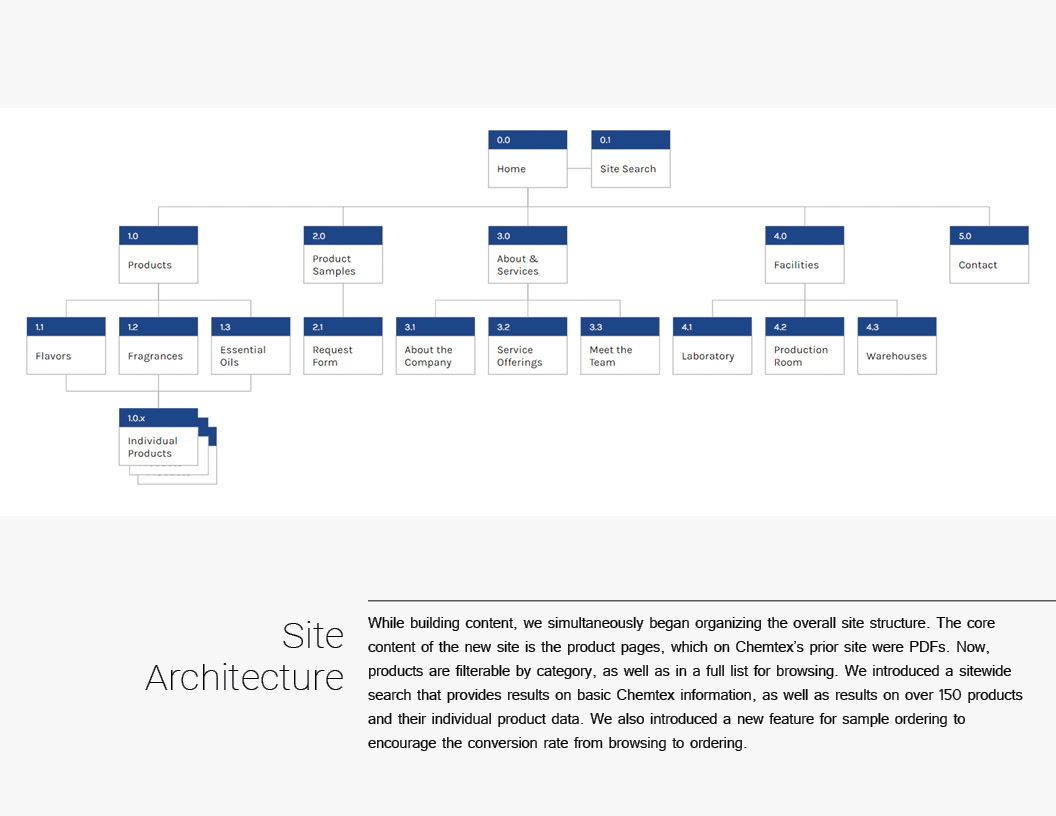 0.0
Home
0.1
Site Search
1.0
Products
2.0
Product
Samples
3.0
About &
Services
4.0
Facilities
5.0
Contact
1.1
Flavors
1.2
Fragrances
1.3
Essential
Oils
2.1
Request
Form
3.1
About the
Company
3.2
Service
Offerings
3.3
Meet the
Team
4.1
Laboratory
4.2
Production
Room
4.3
Warehouses
1.0.x
Individual
Products
Site
Architecture
While building content, we simultaneously began organizing the overall site structure. The core
content of the new site is the product pages, which on Chemtex's prior site were PDFs. Now,
products are filterable by category, as well as in a full list for browsing. We introduced a sitewide
search that provides results on basic Chemtex information, as well as results on over 150 products
and their individual product data. We also introduced a new feature for sample ordering to
encourage the conversion rate from browsing to ordering.